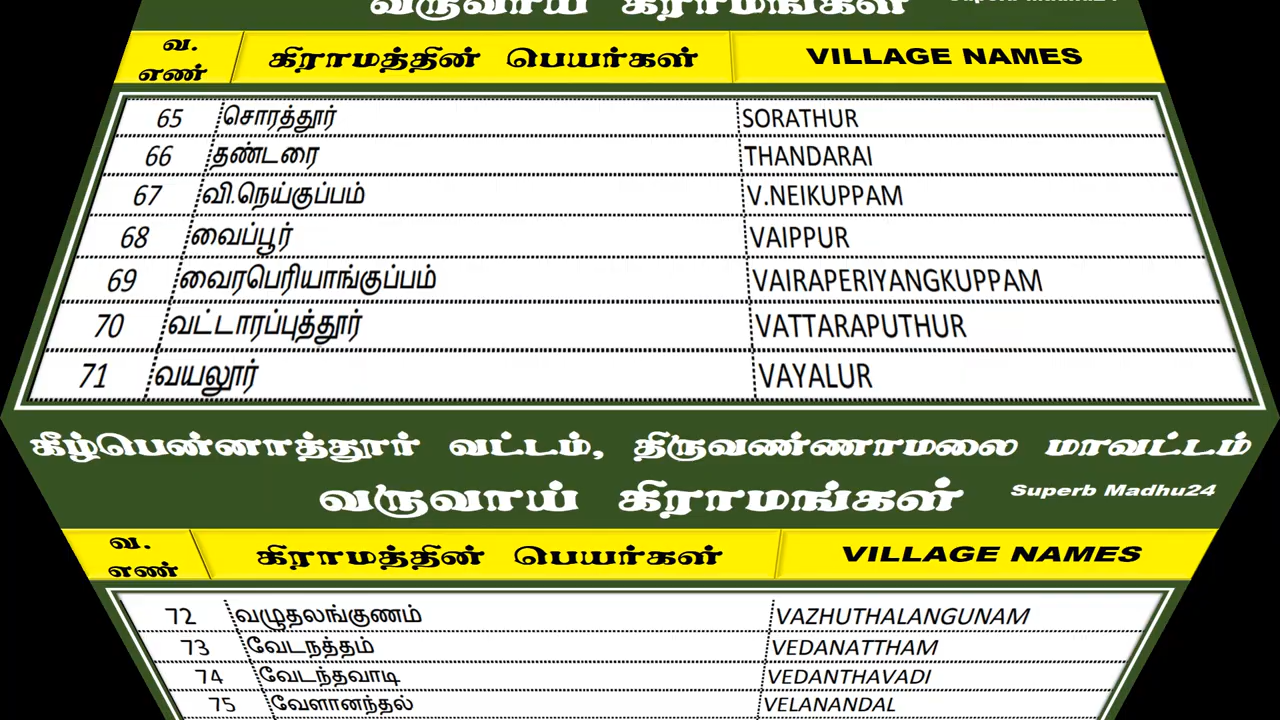 வருவாய் கிராமங்கள்
வ. எண் கிராமத்தின் பெயர்கள் VILLAGE NAMES
65 சொரத்தூர் SORATHUR
66 தண்டரை THANDARAI
67 வி.நெய்குப்பம் V.NEIKUPPAM
68 வைப்பூர் VAIPPUR
69 வைரபெரியாங்குப்பம் VAIRAPERIYANGKUPPAM
70 வட்டாரப்புத்தூர் VATTARAPUTHUR
71 வயலூர் VAYALUR
கீழ்பென்னாத்தூர் வட்டம், திருவண்ணாமலை மாவட்டம்
வருவாய் கிராமங்கள் Superb Madhu24
வ. எண் கிராமத்தின் பெயர்கள் VILLAGE NAMES
72 வழுதலங்குணம் VAZHUTHALANGUNAM
73 வேடநத்தம் VEDANATTHAM
74 வேடந்தவாடி VEDANTHAVADI
75 வேளானந்தல் VELANANDAL